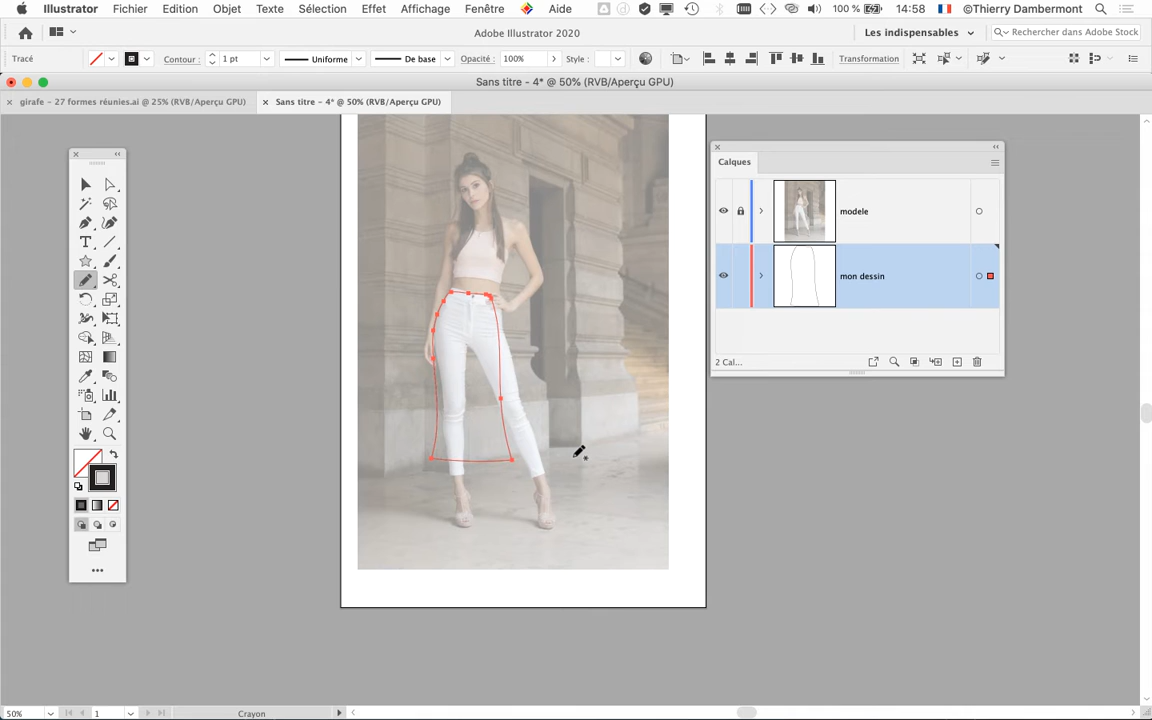 Illustrator Fichier Edition Objet Texte Sélection Effet Affichage Fenêtre Aide 100 % 14:58 ©Thierry Dambermont
Adobe Illustrator 2020 Les indispensables Rechercher dans Adobe Stock
Tracé Contour : 1 pt Uniforme De base Opacité : 100% Style : Transformation
Sans titre - 4* @ 50% (RVB/Aperçu GPU)
girafe - 27 formes réunies.ai @ 25% (RVB/Aperçu GPU) Sans titre - 4* @ 50% (RVB/Aperçu GPU)
Calques
modele
mon dessin
2 Cal...
50% 1 Crayon